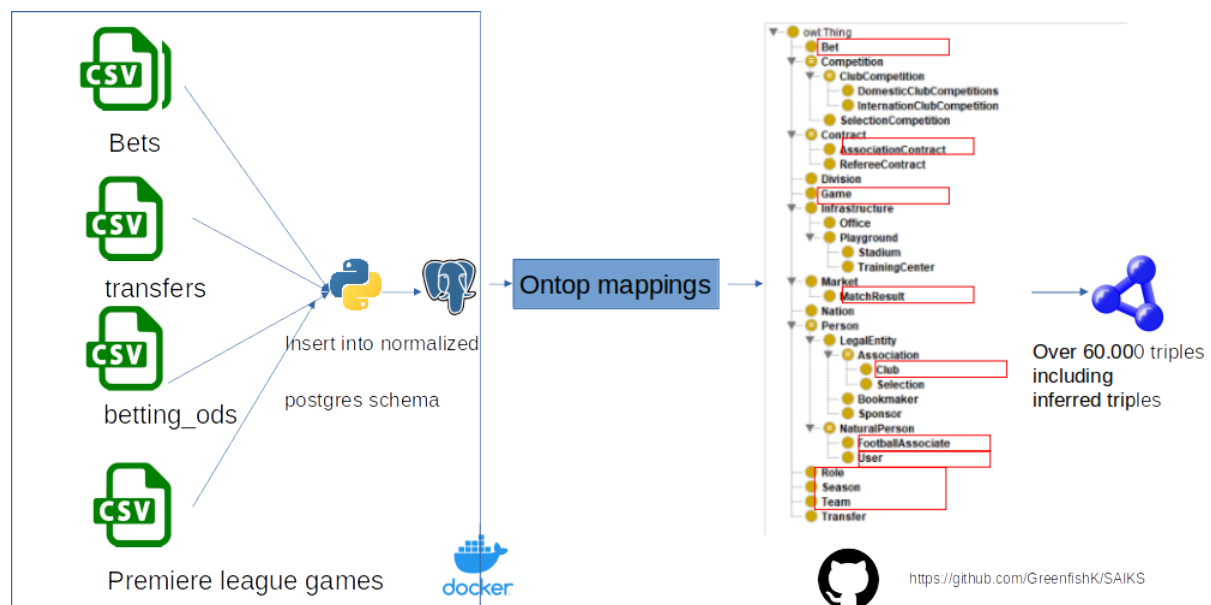 CSV
Bets
CSV
transfers
CSV
betting_ods
CSV
Premiere league games
Insert into normalized
postgres schema
docker
Ontop mappings
owl:Thing
Bet
Competition
ClubCompetition
DomesticClubCompetitions
InternationClubCompetition
SelectionCompetition
Contract
AssociationContract
RefereeContract
Division
Game
Infrastructure
Office
Playground
Stadium
TrainingCenter
Market
MatchResult
Nation
Person
LegalEntity
Association
Club
Selection
Bookmaker
Sponsor
NaturalPerson
FootballAssociate
User
Role
Season
Team
Transfer
Over 60.000 triples
including
inferred triples
https://github.com/GreenfishK/SAIKS